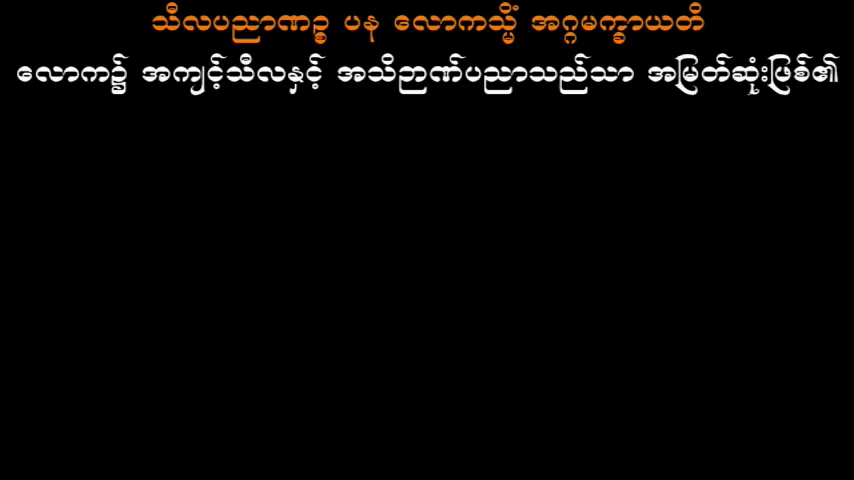 သီလပညာဏဉ္စ ပန လောကသ္မိံ အဂ္ဂမက္ခာယတိ
လောက၌ အကျင့်သီလနှင့် အသိဉာဏ်ပညာသည်သာ အမြတ်ဆုံးဖြစ်၏